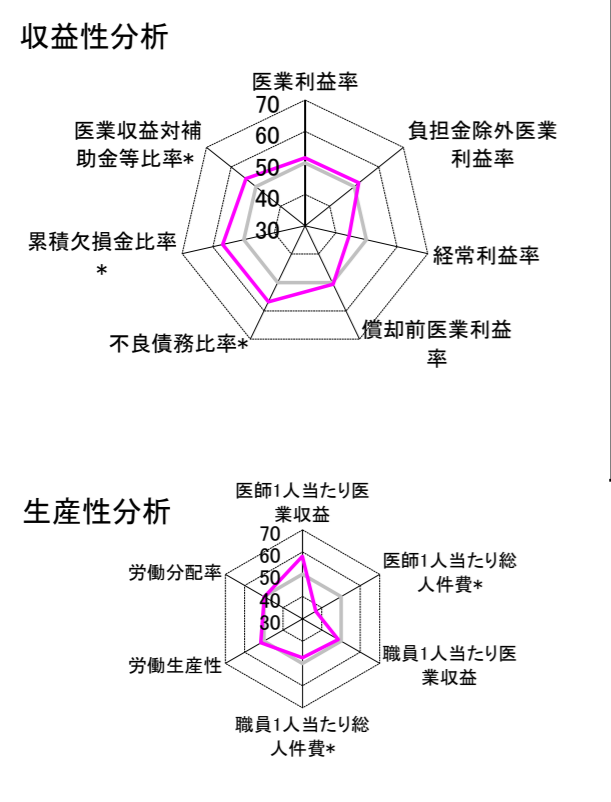 収益性分析
医業利益率
70
60
50
40
30
負担金除外医業
利益率
経常利益率
償却前医業利益
率
不良債務比率*
累積欠損金比率
*
医業収益対補
助金等比率*
生産性分析
医師1人当たり医
業収益
70
60
50
40
30
医師1人当たり総
人件費*
職員1人当たり医
業収益
職員1人当たり総
人件費*
労働生産性
労働分配率